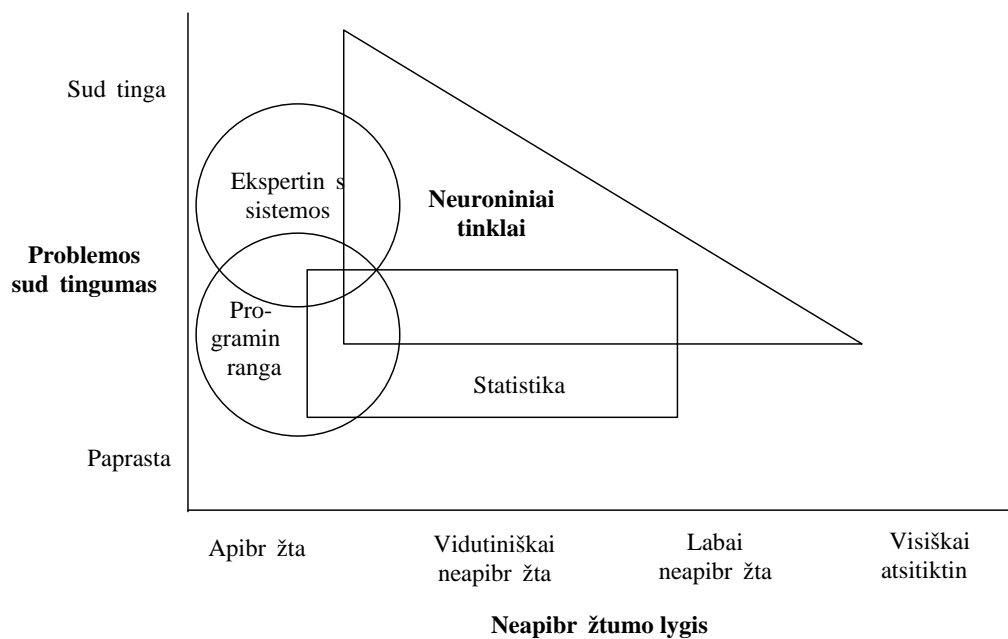 Sud tinga
Ekspertin s
sistemos
Neuroniniai
tinklai
Problemos
sud tingumas
Pro-
gramin
ranga
Statistika
Paprasta
Apibr žta
Vidutiniškai
neapibr žta
Labai
neapibr žta
Visiškai
atsitiktin
Neapibr žtumo lygis